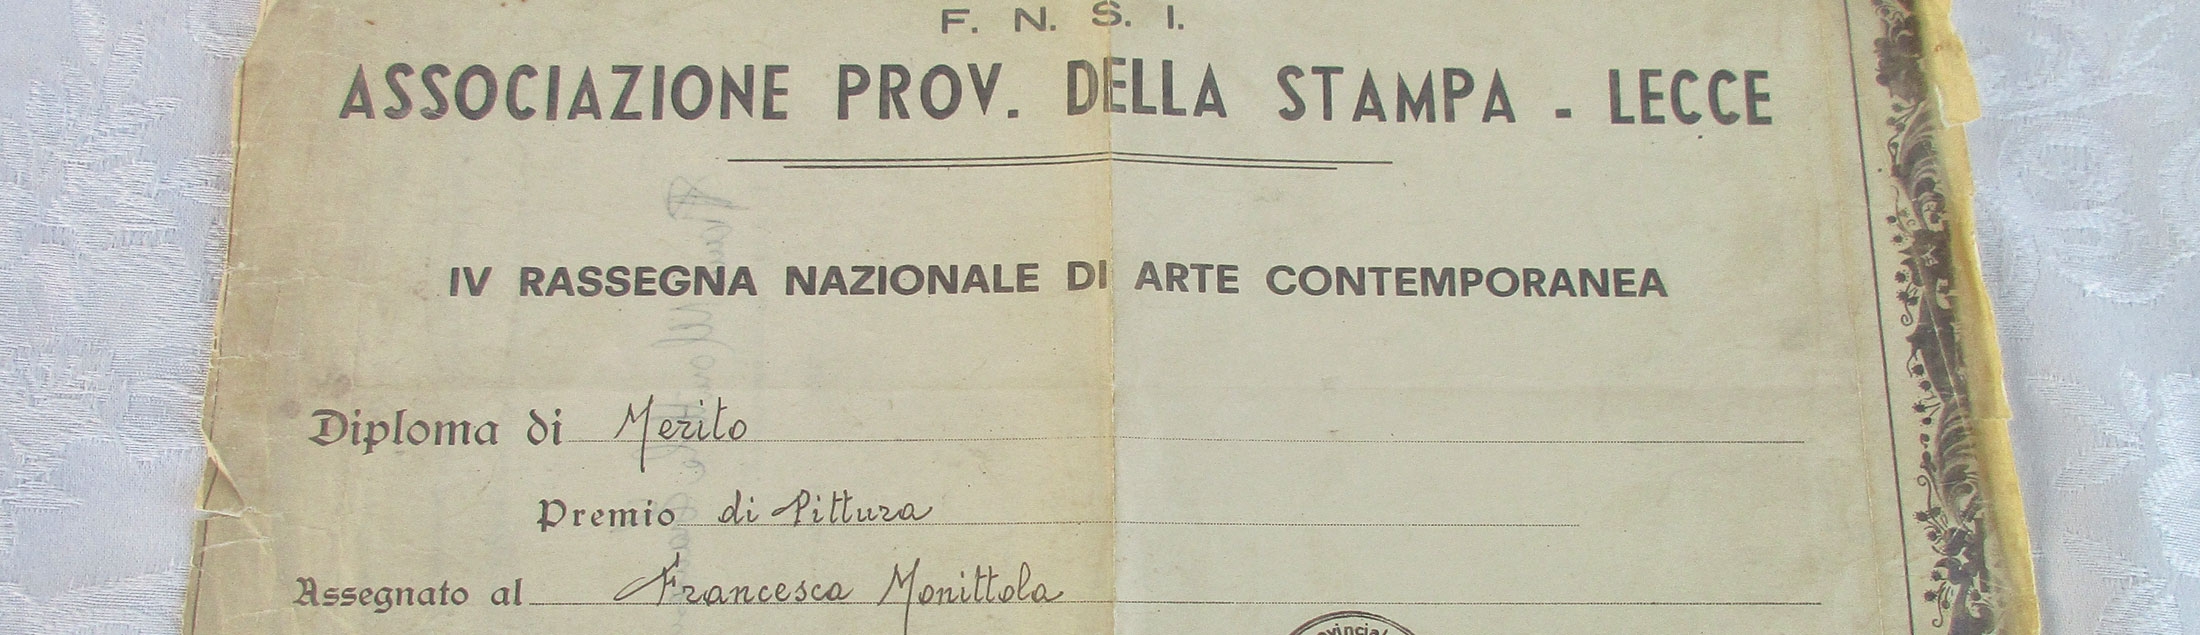 F. N. S. I.
ASSOCIAZIONE PROV. DELLA STAMPA - LECCE
IV RASSEGNA NAZIONALE DI ARTE CONTEMPORANEA
Diploma di Merito
Premio di Pittura
Assegnato al Francesca Monittola